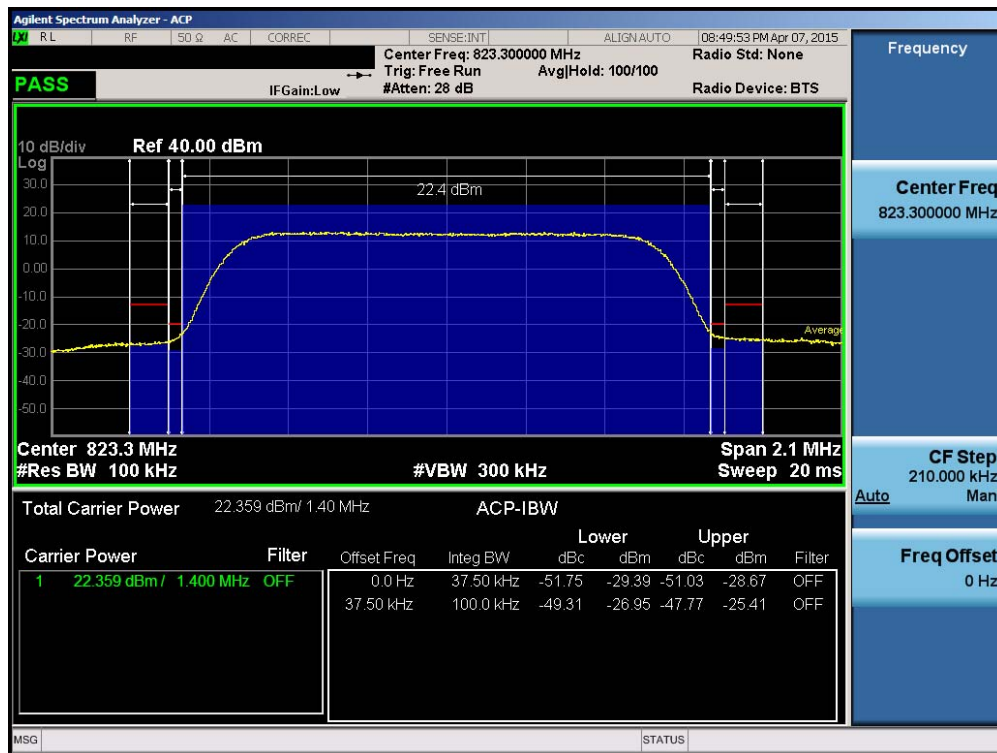 Agilent Spectrum Analyzer - ACP
LXI RL RF 50 Ω AC CORREC SENSE:INT ALIGN AUTO 08:49:53 PM Apr 07, 2015
Center Freq: 823.300000 MHz Radio Std: None
Trig: Free Run Avg|Hold: 100/100
PASS IFGain:Low #Atten: 28 dB Radio Device: BTS
10 dB/div Ref 40.00 dBm
Log
22.4 dBm
30.0
20.0
10.0
0.00
-10.0
-20.0
-30.0
-40.0
-50.0
Average
Center 823.3 MHz Span 2.1 MHz
#Res BW 100 kHz #VBW 300 kHz Sweep 20 ms
Total Carrier Power 22.359 dBm/ 1.40 MHz ACP-IBW
Lower Upper
Carrier Power Filter Offset Freq Integ BW dBc dBm dBc dBm Filter
1 22.359 dBm / 1.400 MHz OFF 0.0 Hz 37.50 kHz -51.75 -29.39 -51.03 -28.67 OFF
37.50 kHz 100.0 kHz -49.31 -26.95 -47.77 -25.41 OFF
MSG STATUS
Frequency
Center Freq
823.300000 MHz
CF Step
210.000 kHz
Auto Man
Freq Offset
0 Hz